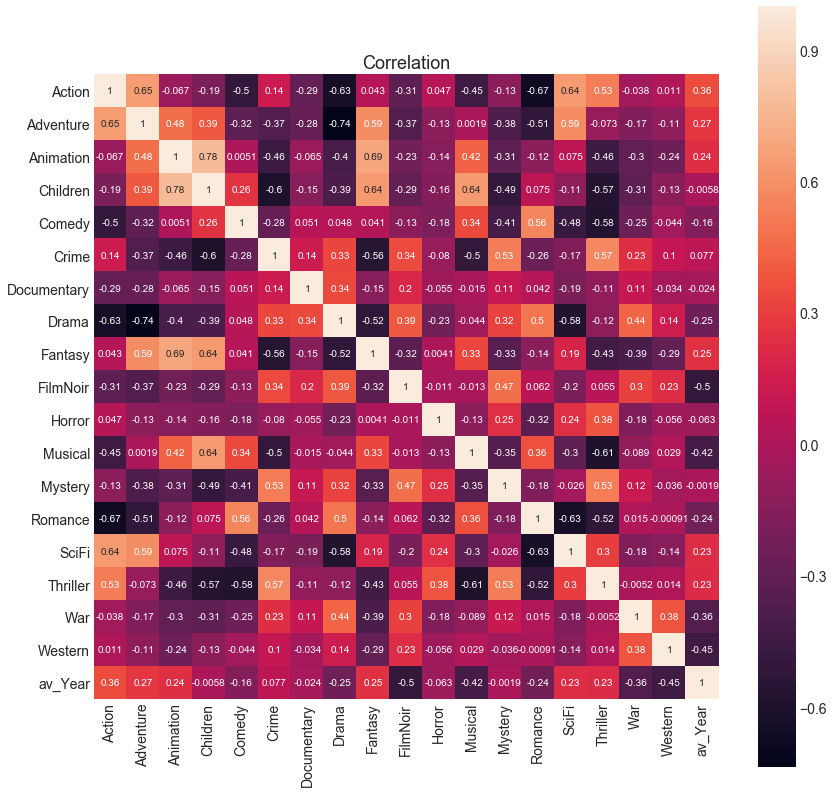 Correlation
Action 1 0.65 -0.067 -0.19 -0.5 0.14 -0.29 -0.63 0.043 -0.31 0.047 -0.45 -0.13 -0.67 0.64 0.53 -0.038 0.011 0.36
Adventure 0.65 1 0.48 0.39 -0.32 -0.37 -0.28 -0.74 0.59 -0.37 -0.13 0.0019 -0.38 -0.51 0.59 -0.073 -0.17 -0.11 0.27
Animation -0.067 0.48 1 0.78 0.0051 -0.46 -0.065 -0.4 0.69 -0.23 -0.14 0.42 -0.31 -0.12 0.075 -0.46 -0.3 -0.24 0.24
Children -0.19 0.39 0.78 1 0.26 -0.6 -0.15 -0.39 0.64 -0.29 -0.16 0.64 -0.49 0.075 -0.11 -0.57 -0.31 -0.13 -0.0058
Comedy -0.5 -0.32 0.0051 0.26 1 -0.28 0.051 0.048 0.041 -0.13 -0.18 0.34 -0.41 0.56 -0.48 -0.58 -0.25 -0.044 -0.16
Crime 0.14 -0.37 -0.46 -0.6 -0.28 1 0.14 0.33 -0.56 0.34 -0.08 -0.5 0.53 -0.26 -0.17 0.57 0.23 0.1 0.077
Documentary -0.29 -0.28 -0.065 -0.15 0.051 0.14 1 0.34 -0.15 0.2 -0.055 -0.015 0.11 0.042 -0.19 -0.11 0.11 -0.034 -0.024
Drama -0.63 -0.74 -0.4 -0.39 0.048 0.33 0.34 1 -0.52 0.39 -0.23 -0.044 0.32 0.5 -0.58 -0.12 0.44 0.14 -0.25
Fantasy 0.043 0.59 0.69 0.64 0.041 -0.56 -0.15 -0.52 1 -0.32 0.0041 0.33 -0.33 -0.14 0.19 -0.43 -0.39 -0.29 0.25
FilmNoir -0.31 -0.37 -0.23 -0.29 -0.13 0.34 0.2 0.39 -0.32 1 -0.011 -0.013 0.47 0.062 -0.2 0.055 0.3 0.23 -0.5
Horror 0.047 -0.13 -0.14 -0.16 -0.18 -0.08 -0.055 -0.23 0.0041 -0.011 1 -0.13 0.25 -0.32 0.24 0.38 -0.18 -0.056 -0.063
Musical -0.45 0.0019 0.42 0.64 0.34 -0.5 -0.015 -0.044 0.33 -0.013 -0.13 1 -0.35 0.36 -0.3 -0.61 -0.089 0.029 -0.42
Mystery -0.13 -0.38 -0.31 -0.49 -0.41 0.53 0.11 0.32 -0.33 0.47 0.25 -0.35 1 -0.18 -0.026 0.53 0.12 -0.036 -0.0019
Romance -0.67 -0.51 -0.12 0.075 0.56 -0.26 0.042 0.5 -0.14 0.062 -0.32 0.36 -0.18 1 -0.63 -0.52 0.015 -0.00091 -0.24
SciFi 0.64 0.59 0.075 -0.11 -0.48 -0.17 -0.19 -0.58 0.19 -0.2 0.24 -0.3 -0.026 -0.63 1 0.3 -0.18 -0.14 0.23
Thriller 0.53 -0.073 -0.46 -0.57 -0.58 0.57 -0.11 -0.12 -0.43 0.055 0.38 -0.61 0.53 -0.52 0.3 1 -0.0052 0.014 0.23
War -0.038 -0.17 -0.3 -0.31 -0.25 0.23 0.11 0.44 -0.39 0.3 -0.18 -0.089 0.12 0.015 -0.18 -0.0052 1 0.38 -0.36
Western 0.011 -0.11 -0.24 -0.13 -0.044 0.1 -0.034 0.14 -0.29 0.23 -0.056 0.029 -0.036 -0.00091 -0.14 0.014 0.38 1 -0.45
av_Year 0.36 0.27 0.24 -0.0058 -0.16 0.077 -0.024 -0.25 0.25 -0.5 -0.063 -0.42 -0.0019 -0.24 0.23 0.23 -0.36 -0.45 1
Action Adventure Animation Children Comedy Crime Documentary Drama Fantasy FilmNoir Horror Musical Mystery Romance SciFi Thriller War Western av_Year
0.9
0.6
0.3
0.0
−0.3
−0.6